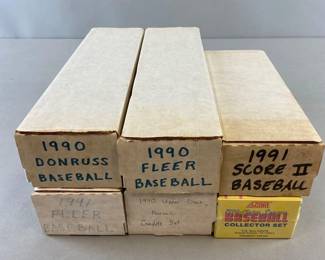 1990
DONRUSS
BASEBALL
1990
FLEER
BASEBALL
1991
SCORE II
BASEBALL
1991
FLEER
BASEBALL
1990 Upper Deck
Complete Set
SCORE
BASEBALL
COLLECTOR SET